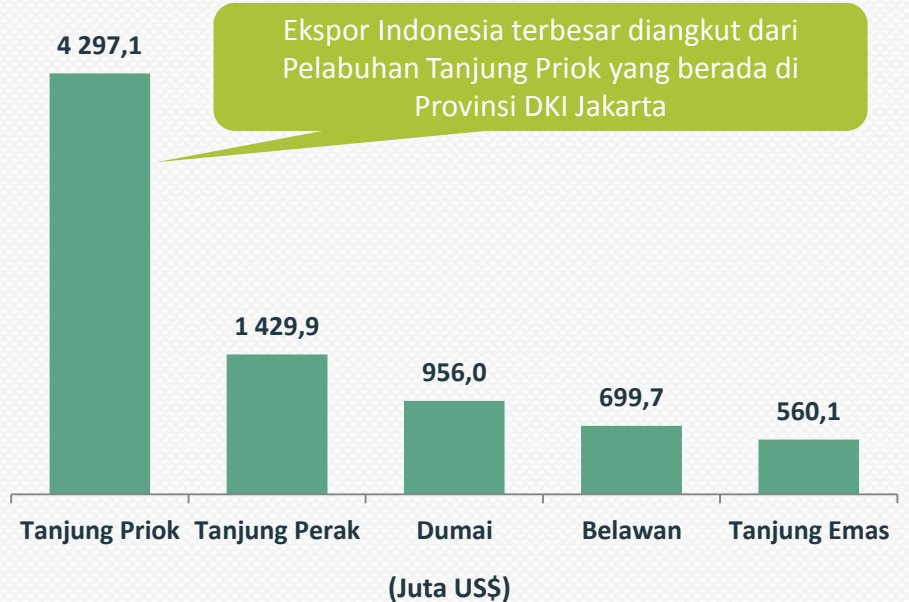 4 297,1
Ekspor Indonesia terbesar diangkut dari
Pelabuhan Tanjung Priok yang berada di
Provinsi DKI Jakarta
1 429,9
956,0
699,7
560,1
Tanjung Priok Tanjung Perak Dumai Belawan Tanjung Emas
(Juta US$)